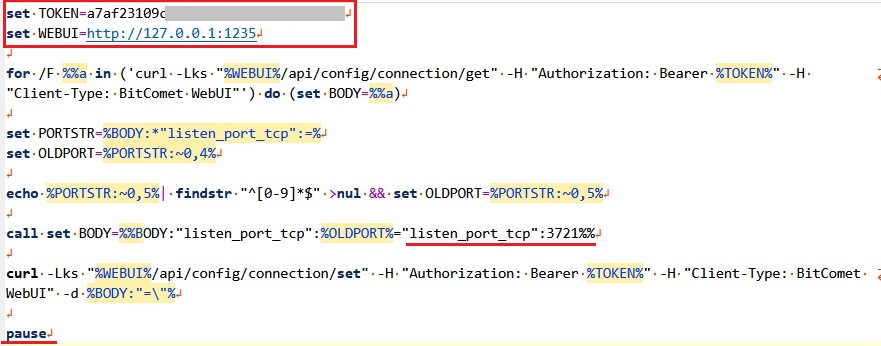 set TOKEN=a7af23109c
set WEBUI=http://127.0.0.1:1235
for /F %%a in ('curl -Lks "%WEBUI%/api/config/connection/get" -H "Authorization: Bearer %TOKEN%" -H
"Client-Type: BitComet WebUI"') do (set BODY=%%a)
set PORTSTR=%BODY:*"listen_port_tcp":=%
set OLDPORT=%PORTSTR:~0,4%
echo %PORTSTR:~0,5%| findstr "^[0-9]*$" >nul && set OLDPORT=%PORTSTR:~0,5%
call set BODY=%%BODY:"listen_port_tcp":%OLDPORT%="listen_port_tcp":3721%%
curl -Lks "%WEBUI%/api/config/connection/set" -H "Authorization: Bearer %TOKEN%" -H "Client-Type: BitComet
WebUI" -d %BODY:"=\"%
pause